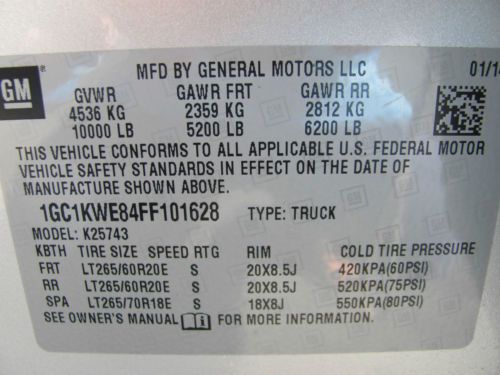 GM
MFD BY GENERAL MOTORS LLC 01/14
GVWR GAWR FRT GAWR RR
4536 KG 2359 KG 2812 KG
10000 LB 5200 LB 6200 LB
THIS VEHICLE CONFORMS TO ALL APPLICABLE U.S. FEDERAL MOTOR
VEHICLE SAFETY STANDARDS IN EFFECT ON THE DATE OF
MANUFACTURE SHOWN ABOVE.
1GC1KWE84FF101628 TYPE: TRUCK
MODEL: K25743
KBTH TIRE SIZE SPEED RTG RIM COLD TIRE PRESSURE
FRT LT265/60R20E S 20X8.5J 420KPA(60PSI)
RR LT265/60R20E S 20X8.5J 520KPA(75PSI)
SPA LT265/70R18E S 18X8J 550KPA(80PSI)
SEE OWNER'S MANUAL FOR MORE INFORMATION.